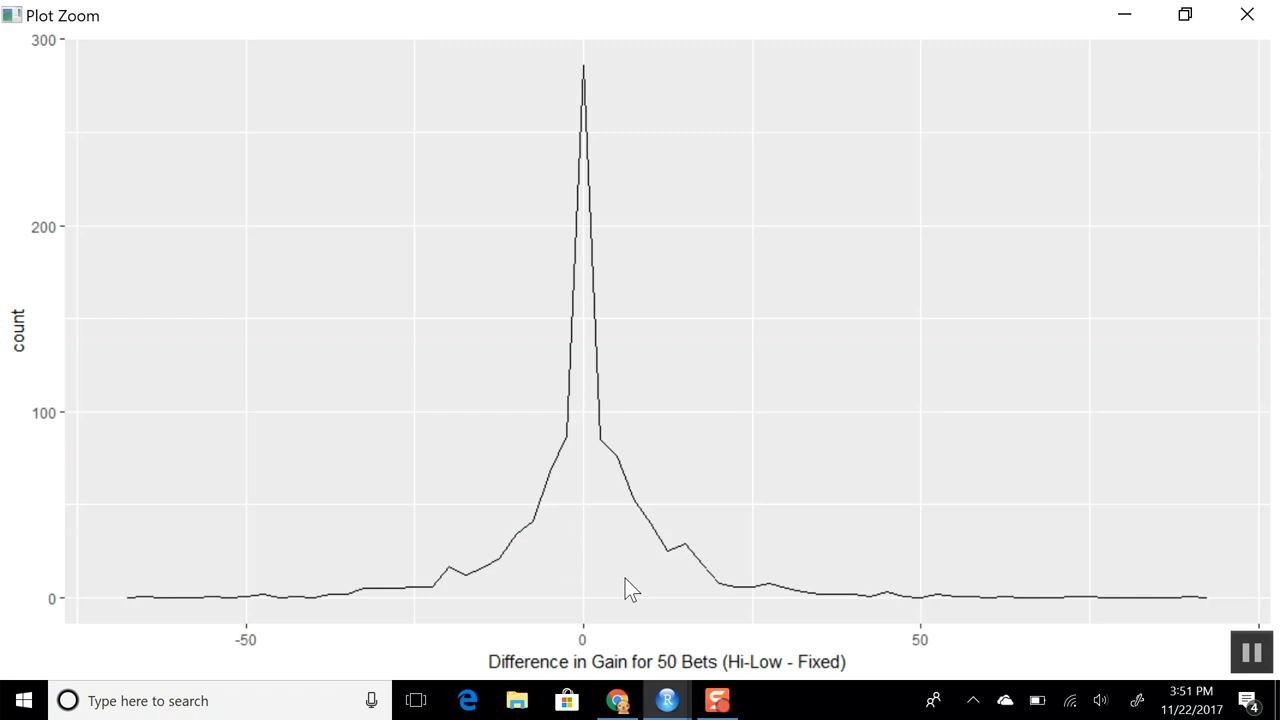 Plot Zoom
300
200
100
0
count
-50
0
50
Difference in Gain for 50 Bets (Hi-Low - Fixed)
Type here to search
3:51 PM
11/22/2017
4